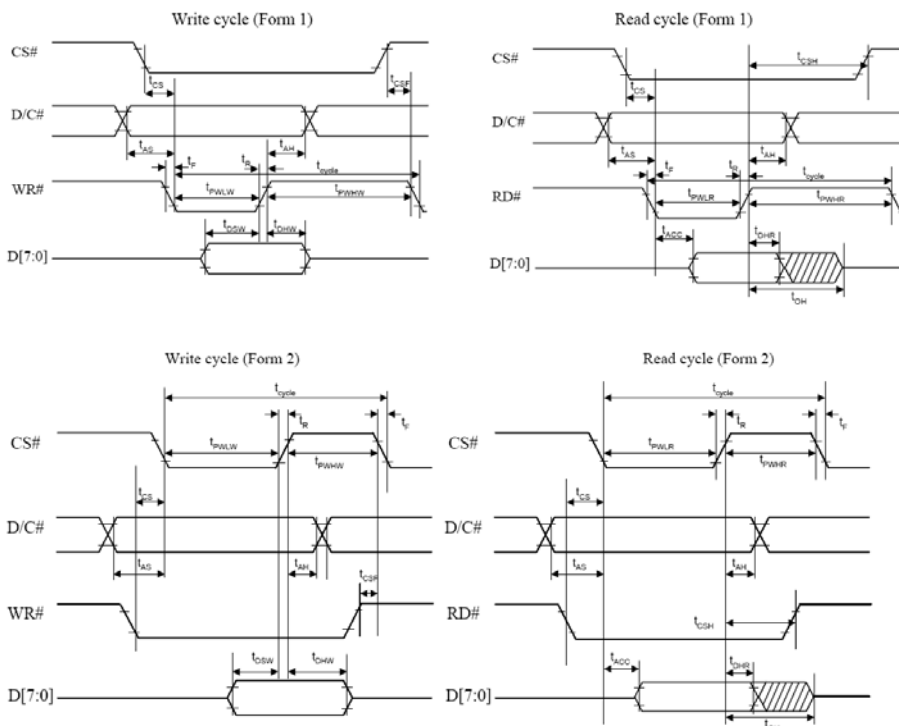 Write cycle (Form 1)
CS#
tCS
tCSF
D/C#
tAS
tF
tR
tAH
tcycle
WR#
tPWLW
tPWHW
tDSW
tDHW
D[7:0]
Read cycle (Form 1)
CS#
tCS
tCSH
D/C#
tAS
tF
tR
tAH
tcycle
RD#
tPWLR
tPWHR
tACC
tDHR
D[7:0]
tOH
Write cycle (Form 2)
tcycle
tR
tF
CS#
tPWLW
tPWHW
tCS
D/C#
tAS
tAH
tCSF
WR#
tDSW
tDHW
D[7:0]
Read cycle (Form 2)
tcycle
tR
tF
CS#
tPWLR
tPWHR
tCS
D/C#
tAS
tAH
RD#
tCSH
tACC
tDHR
D[7:0]